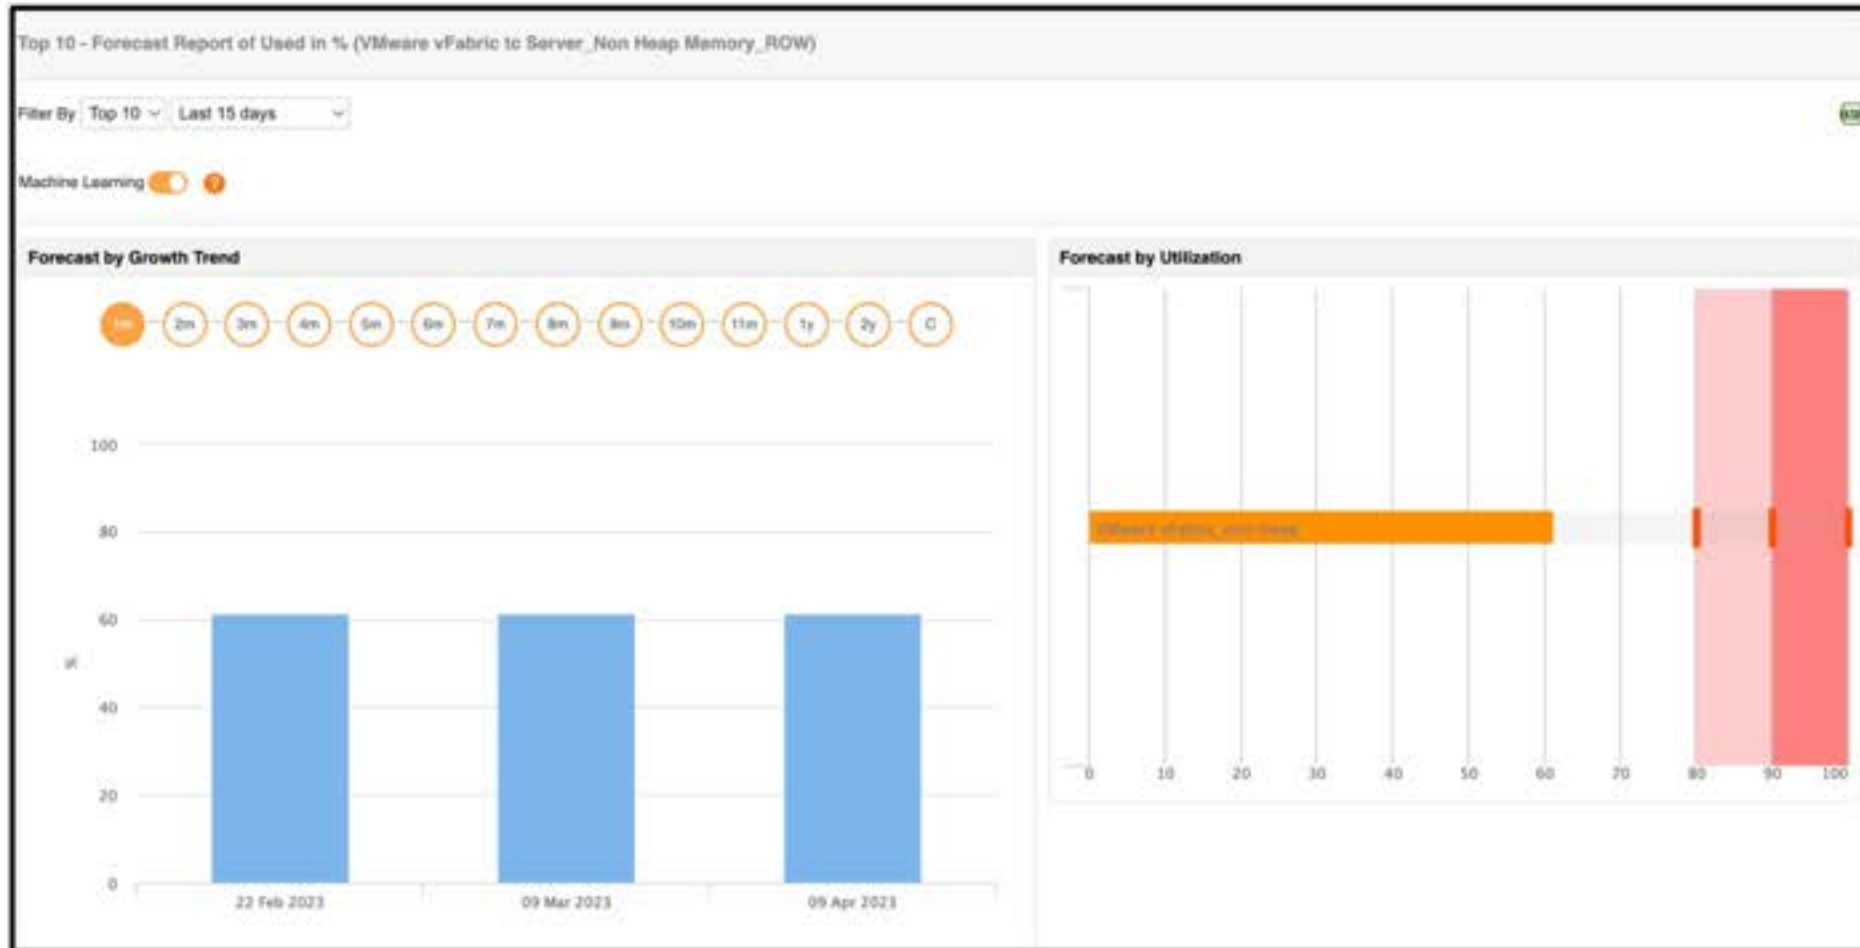 Top 10 - Forecast Report of Used in % (VMware vFabric tc Server_Non Heap Memory_ROW)
Filter By Top 10 Last 15 days
Machine Learning ?
Forecast by Growth Trend
1m 2m 3m 4m 5m 6m 7m 8m 9m 10m 11m 1y 2y C
100
80
60
%
40
20
0
22 Feb 2023 09 Mar 2023 09 Apr 2023
Forecast by Utilization
VMware vFabric_non Heap
0 10 20 30 40 50 60 70 80 90 100